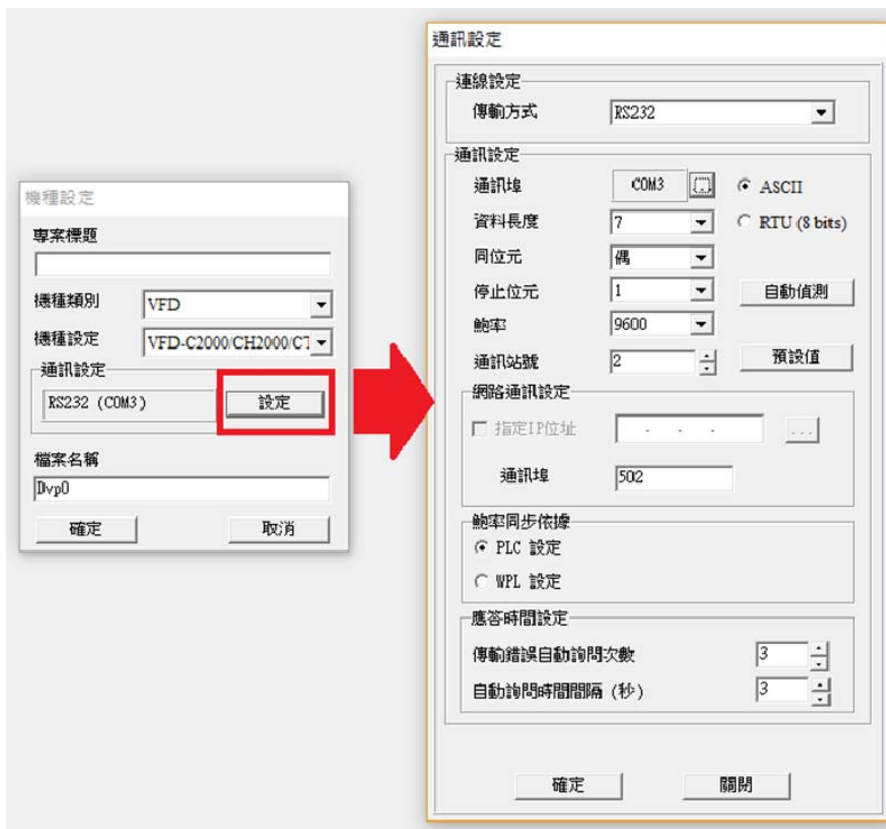 機種設定
專案標題
機種類別 VFD
機種設定 VFD-C2000/CH2000/CT
通訊設定
RS232 (COM3) 設定
檔案名稱
Dvp0
確定 取消
通訊設定
連線設定
傳輸方式 RS232
通訊設定
通訊埠 COM3 ... ASCII
資料長度 7 RTU (8 bits)
同位元 偶
停止位元 1 自動偵測
鮑率 9600
通訊站號 2 預設值
網路通訊設定
指定IP位址 . . . ...
通訊埠 502
鮑率同步依據
PLC 設定
WPL 設定
應答時間設定
傳輸錯誤自動詢問次數 3
自動詢問時間間隔 (秒) 3
確定 關閉